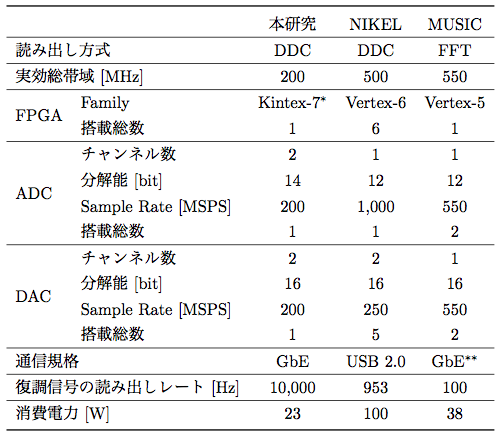 本研究 NIKEL MUSIC
読み出し方式 DDC DDC FFT
実効総帯域 [MHz] 200 500 550
FPGA Family Kintex-7* Vertex-6 Vertex-5
搭載総数 1 6 1
ADC チャンネル数 2 1 1
分解能 [bit] 14 12 12
Sample Rate [MSPS] 200 1,000 550
搭載総数 1 1 2
DAC チャンネル数 2 2 1
分解能 [bit] 16 16 16
Sample Rate [MSPS] 200 250 550
搭載総数 1 5 2
通信規格 GbE USB 2.0 GbE**
復調信号の読み出しレート [Hz] 10,000 953 100
消費電力 [W] 23 100 38